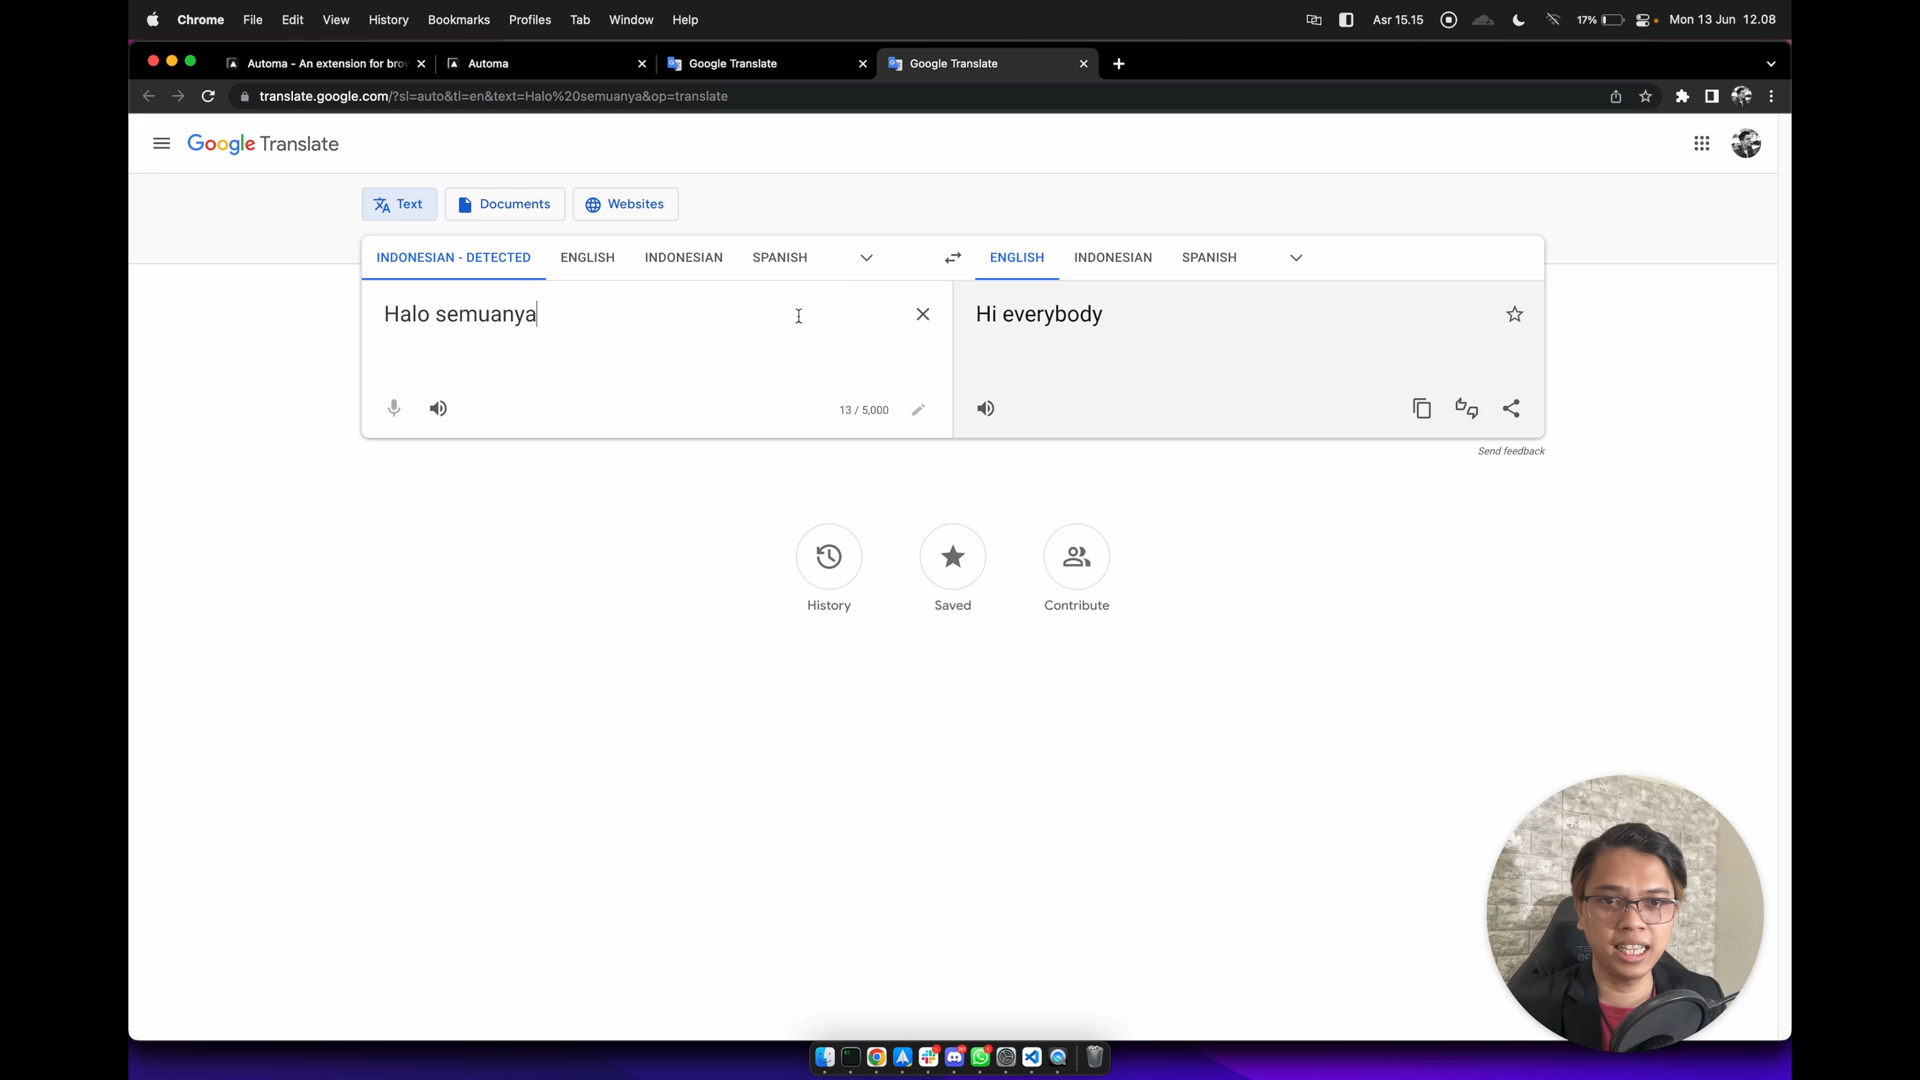 Chrome File Edit View History Bookmarks Profiles Tab Window Help Asr 15.15 17% Mon 13 Jun 12.08
Automa - An extension for brow Automa Google Translate Google Translate
translate.google.com/?sl=auto&tl=en&text=Halo%20semuanya&op=translate
Google Translate
Text Documents Websites
INDONESIAN - DETECTED ENGLISH INDONESIAN SPANISH ENGLISH INDONESIAN SPANISH
Halo semuanya Hi everybody
13 / 5,000
Send feedback
History Saved Contribute